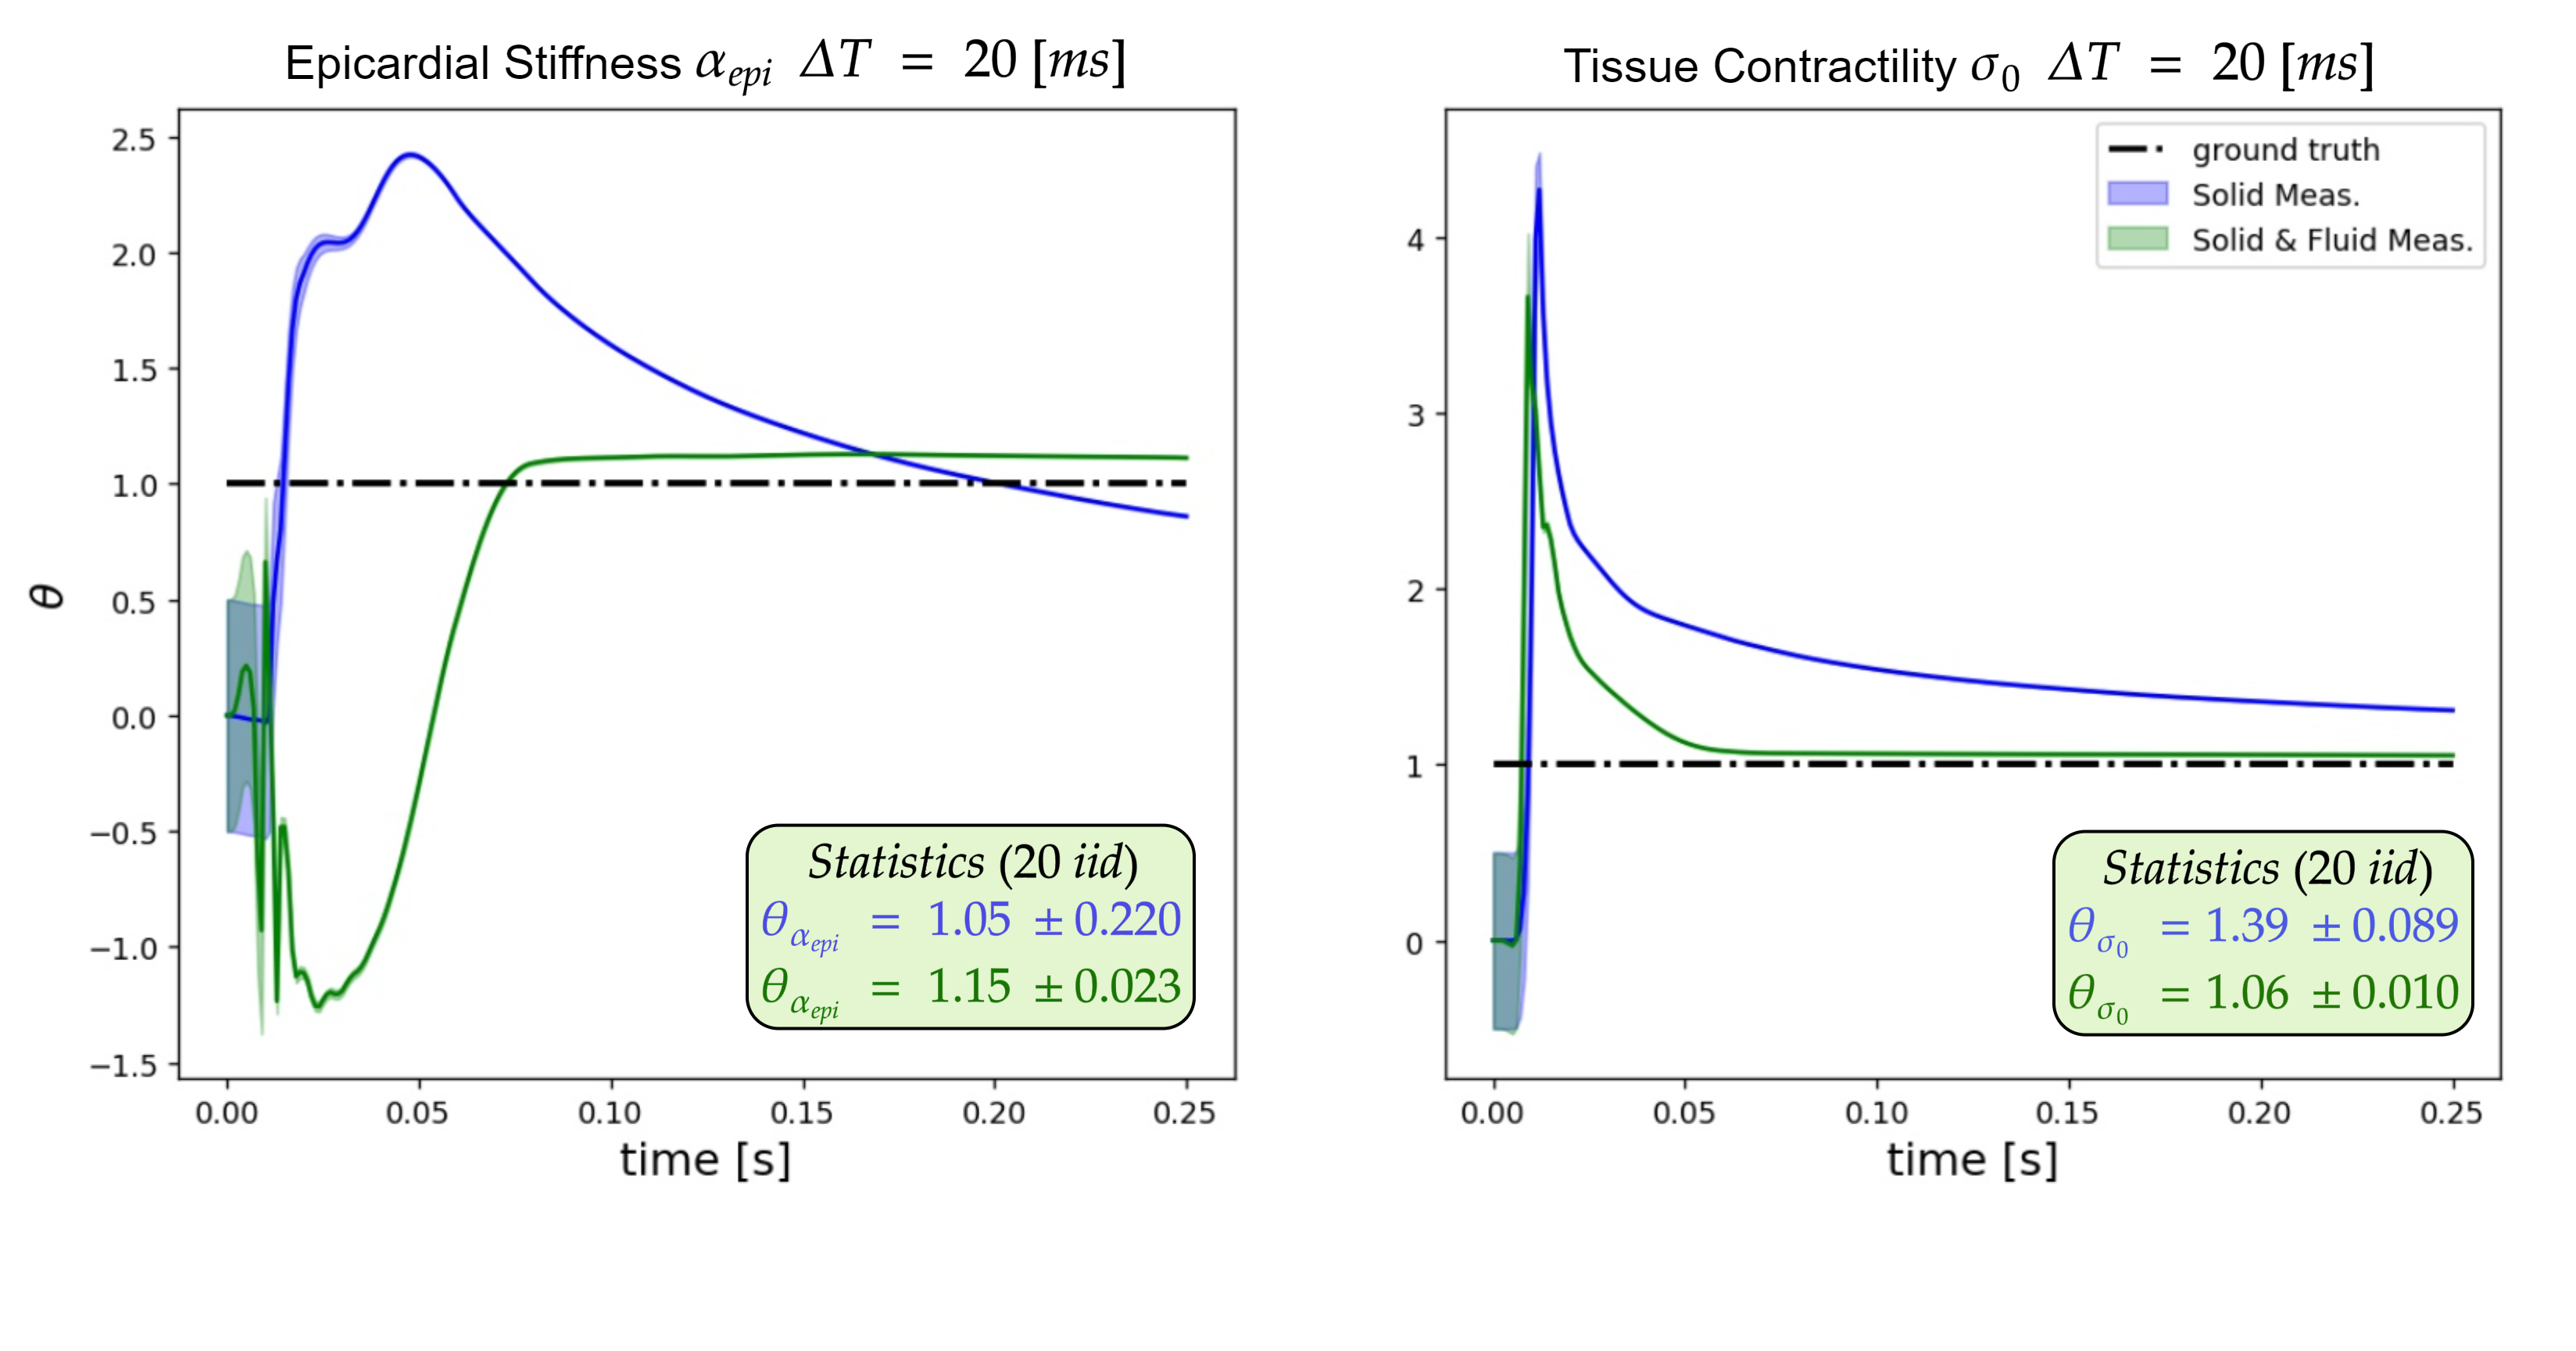 Epicardial Stiffness α_epi ΔT = 20 [ms]
2.5
2.0
1.5
1.0
0.5
0.0
−0.5
−1.0
−1.5
θ
0.00 0.05 0.10 0.15 0.20 0.25
time [s]
Statistics (20 iid)
θ_α_epi = 1.05 ± 0.220
θ_α_epi = 1.15 ± 0.023
Tissue Contractility σ_0 ΔT = 20 [ms]
ground truth
Solid Meas.
Solid & Fluid Meas.
4
3
2
1
0
0.00 0.05 0.10 0.15 0.20 0.25
time [s]
Statistics (20 iid)
θ_σ_0 = 1.39 ± 0.089
θ_σ_0 = 1.06 ± 0.010